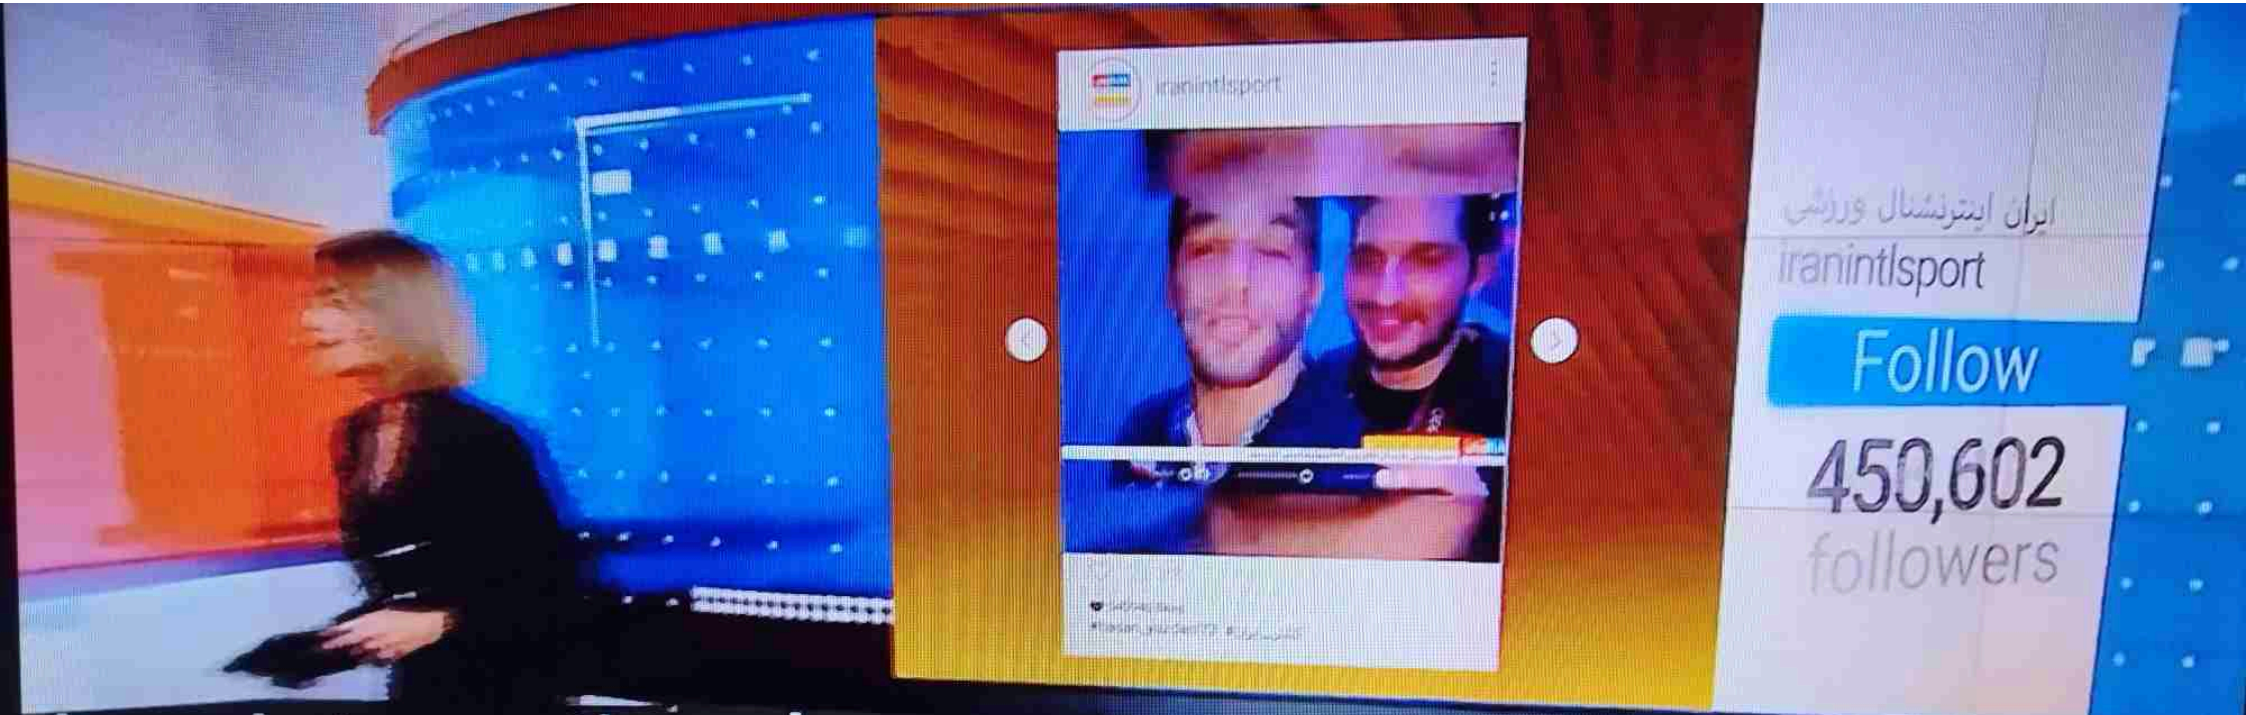 iranintlsport
ایران اینترنشنال ورزشی
iranintlsport
Follow
450,602
followers